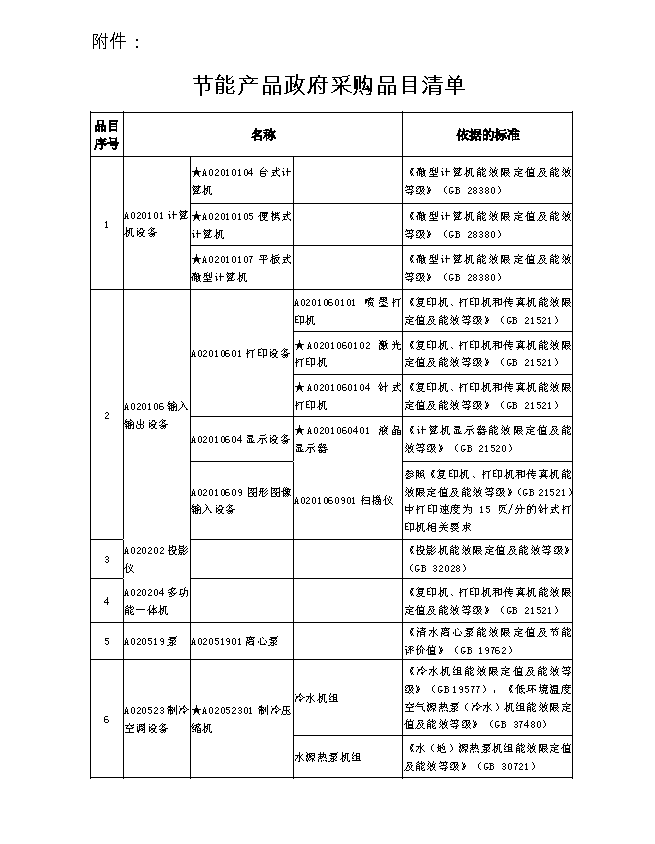 附件：
节能产品政府采购品目清单
品目
序号
名称
依据的标准
1
A020101 计算
机设备
★A02010104 台式计
算机
《微型计算机能效限定值及能效
等级》（GB 28380）
★A02010105 便携式
计算机
《微型计算机能效限定值及能效
等级》（GB 28380）
★A02010107 平板式
微型计算机
《微型计算机能效限定值及能效
等级》（GB 28380）
2
A020106 输入
输出设备
A02010601 打印设备
A0201060101 喷墨打
印机
《复印机、打印机和传真机能效限
定值及能效等级》（GB 21521）
★A0201060102 激光
打印机
《复印机、打印机和传真机能效限
定值及能效等级》（GB 21521）
★A0201060104 针式
打印机
《复印机、打印机和传真机能效限
定值及能效等级》（GB 21521）
A02010604 显示设备
★A0201060401 液晶
显示器
《计算机显示器能效限定值及能
效等级》（GB 21520）
A02010609 图形图像
输入设备
A0201060901 扫描仪
参照《复印机、打印机和传真机能
效限定值及能效等级》（GB 21521）
中打印速度为 15 页/分的针式打
印机相关要求
3
A020202 投影
仪
《投影机能效限定值及能效等级》
（GB 32028）
4
A020204 多功
能一体机
《复印机、打印机和传真机能效限
定值及能效等级》（GB 21521）
5
A020519 泵
A02051901 离心泵
《清水离心泵能效限定值及节能
评价值》（GB 19762）
6
A020523 制冷
空调设备
★A02052301 制冷压
缩机
冷水机组
《冷水机组能效限定值及能效等
级》（GB 19577），《低环境温度
空气源热泵（冷水）机组能效限定
值及能效等级》（GB 37480）
水源热泵机组
《水（地）源热泵机组能效限定值
及能效等级》（GB 30721）